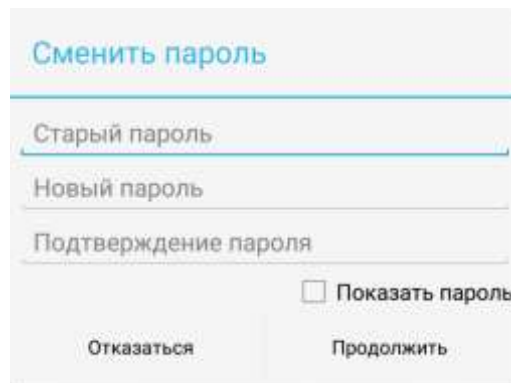 Сменить пароль
Старый пароль
Новый пароль
Подтверждение пароля
Показать пароль
Отказаться Продолжить